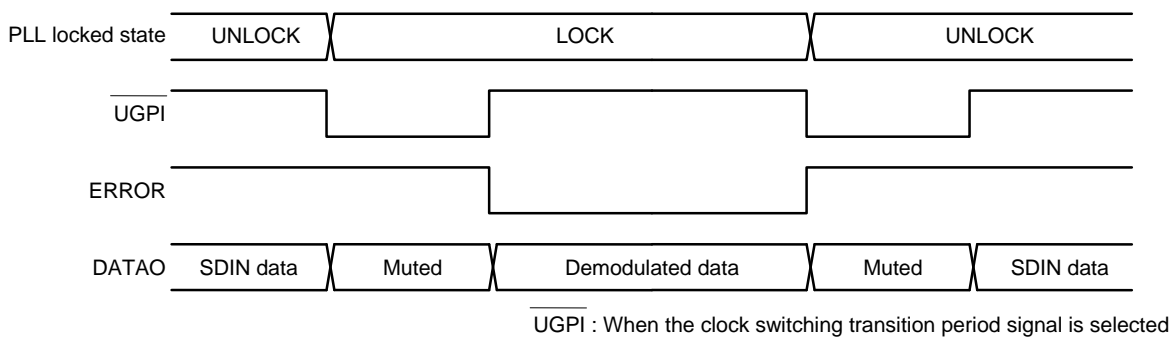 PLL locked state UNLOCK LOCK UNLOCK
UGPI
ERROR
DATAO SDIN data Muted Demodulated data Muted SDIN data
UGPI : When the clock switching transition period signal is selected